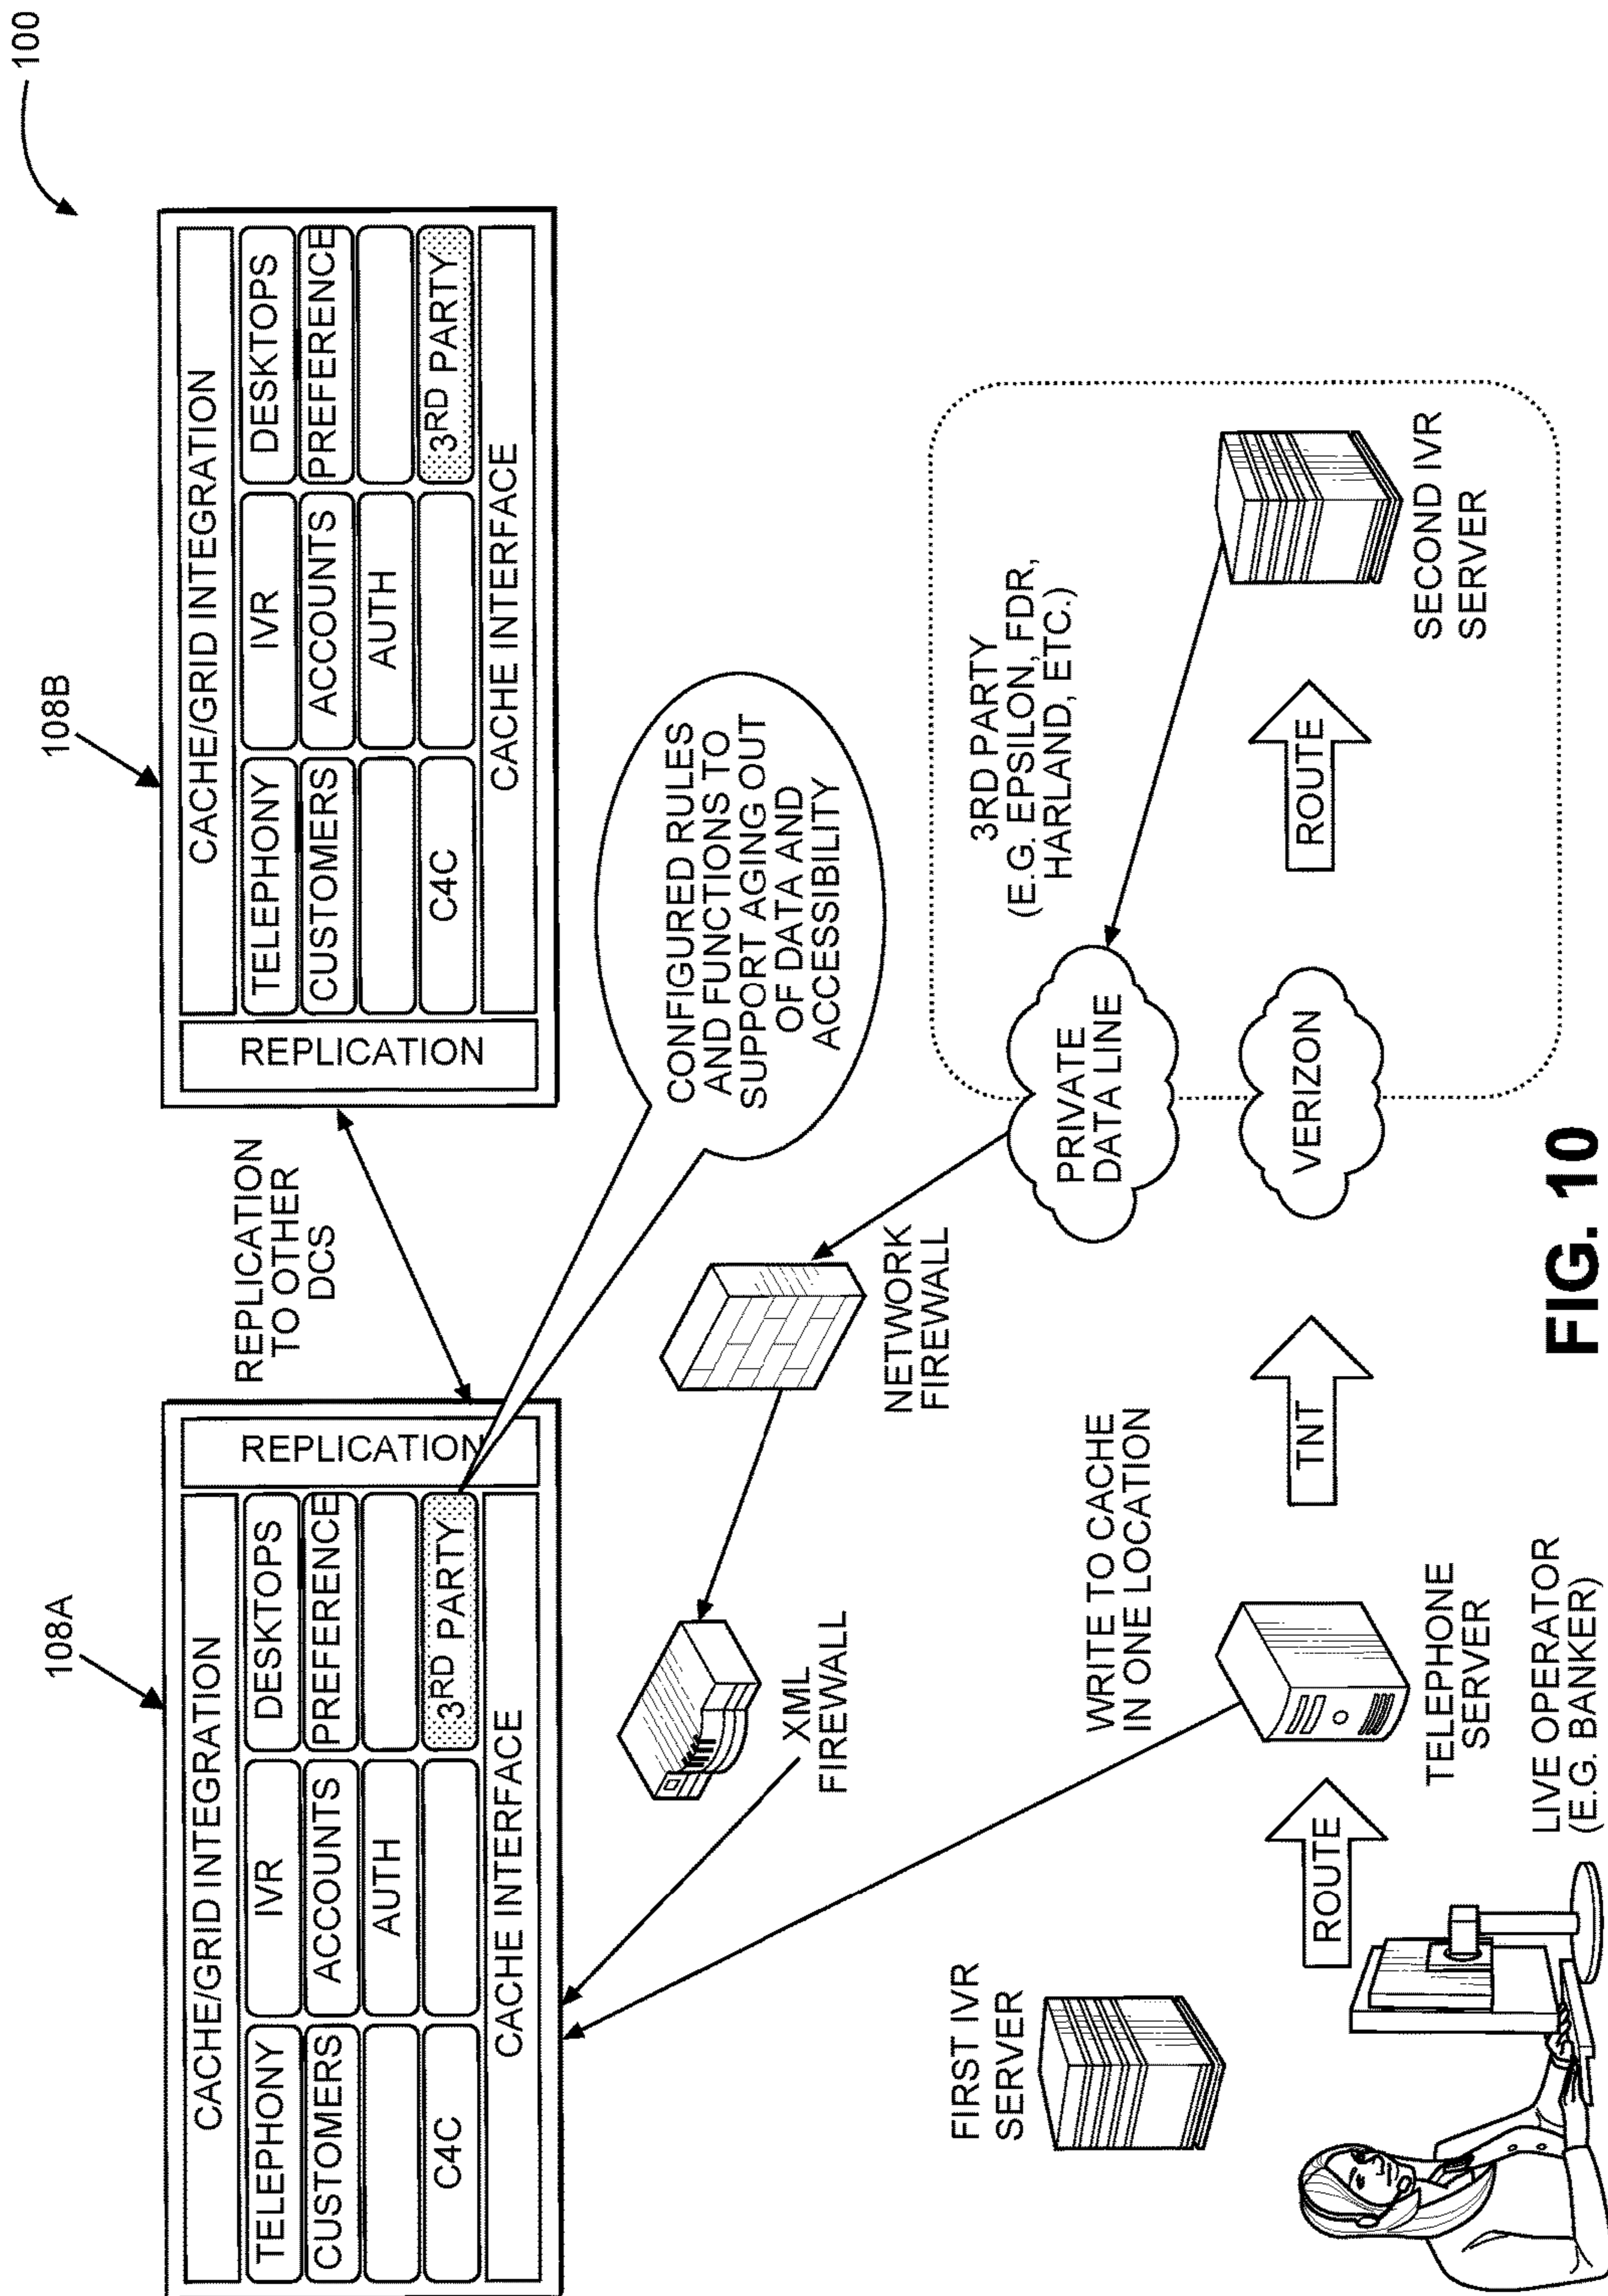 100
108A
CACHE/GRID INTEGRATION
TELEPHONY
IVR
DESKTOPS
CUSTOMERS
ACCOUNTS
PREFERENCE
AUTH
C4C
3RD PARTY
CACHE INTERFACE
REPLICATION
REPLICATION
TO OTHER
DCS
108B
CACHE/GRID INTEGRATION
REPLICATION
TELEPHONY
IVR
DESKTOPS
CUSTOMERS
ACCOUNTS
PREFERENCE
AUTH
C4C
3RD PARTY
CACHE INTERFACE
CONFIGURED RULES
AND FUNCTIONS TO
SUPPORT AGING OUT
OF DATA AND
ACCESSIBILITY
XML
FIREWALL
NETWORK
FIREWALL
PRIVATE
DATA LINE
3RD PARTY
(E.G. EPSILON, FDR,
HARLAND, ETC.)
FIRST IVR
SERVER
WRITE TO CACHE
IN ONE LOCATION
ROUTE
TELEPHONE
SERVER
TNT
VERIZON
ROUTE
SECOND IVR
SERVER
LIVE OPERATOR
(E.G. BANKER)
FIG. 10